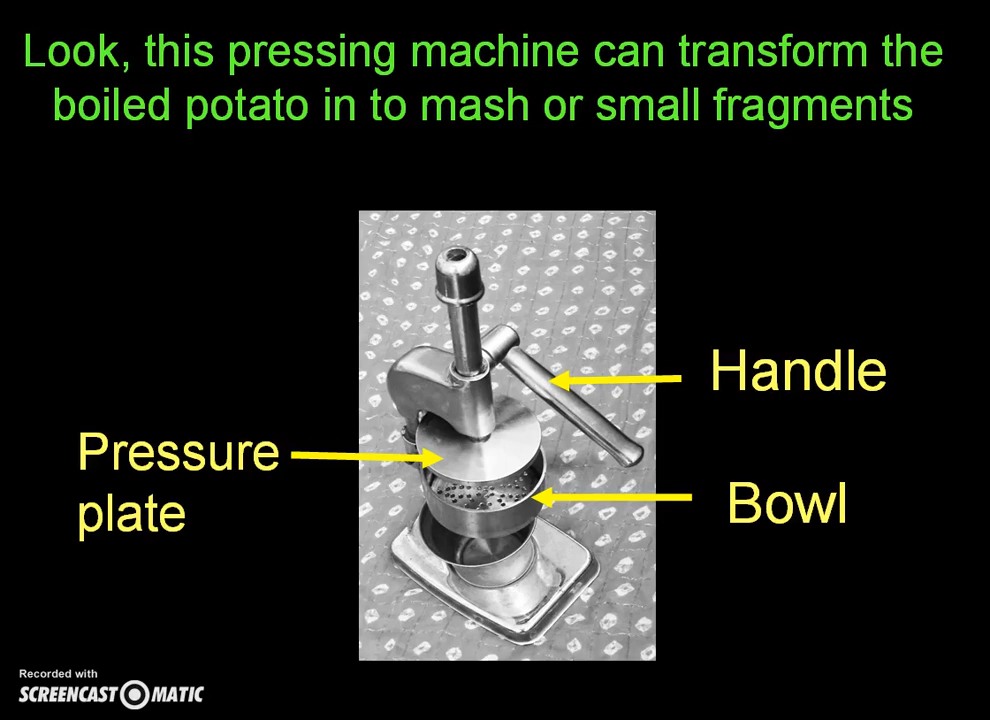 Look, this pressing machine can transform the
boiled potato in to mash or small fragments
Handle
Pressure
plate
Bowl
Recorded with
SCREENCAST O MATIC